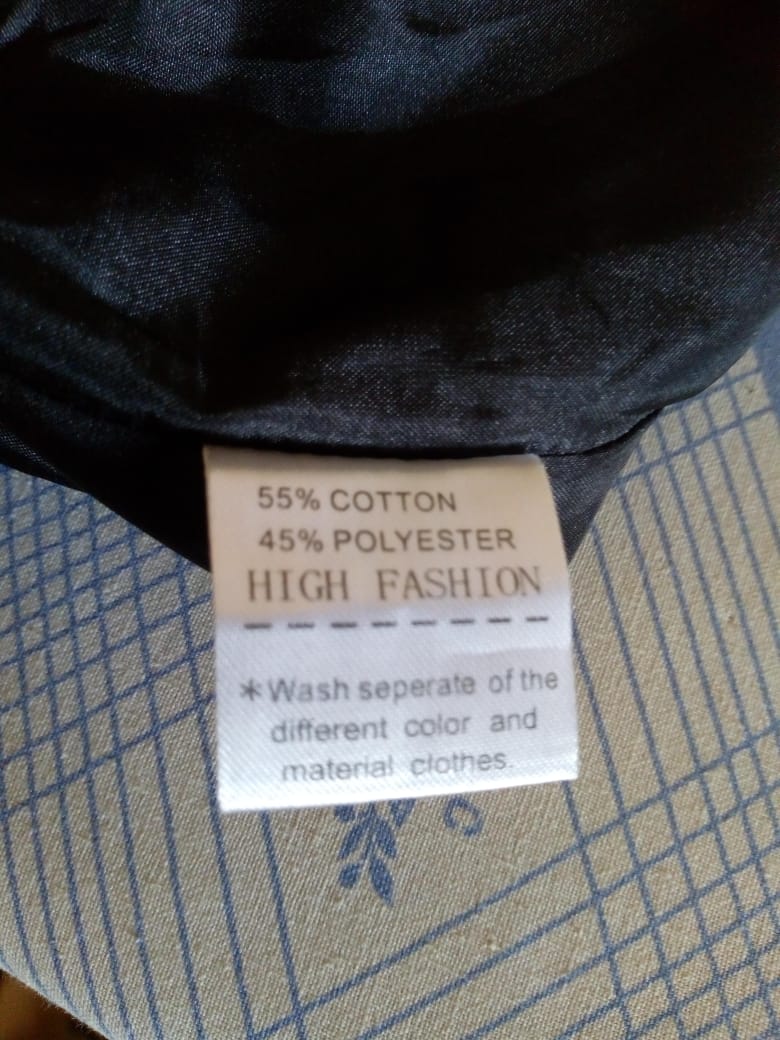 55% COTTON
45% POLYESTER
HIGH FASHION
*Wash seperate of the
different color and
material clothes.